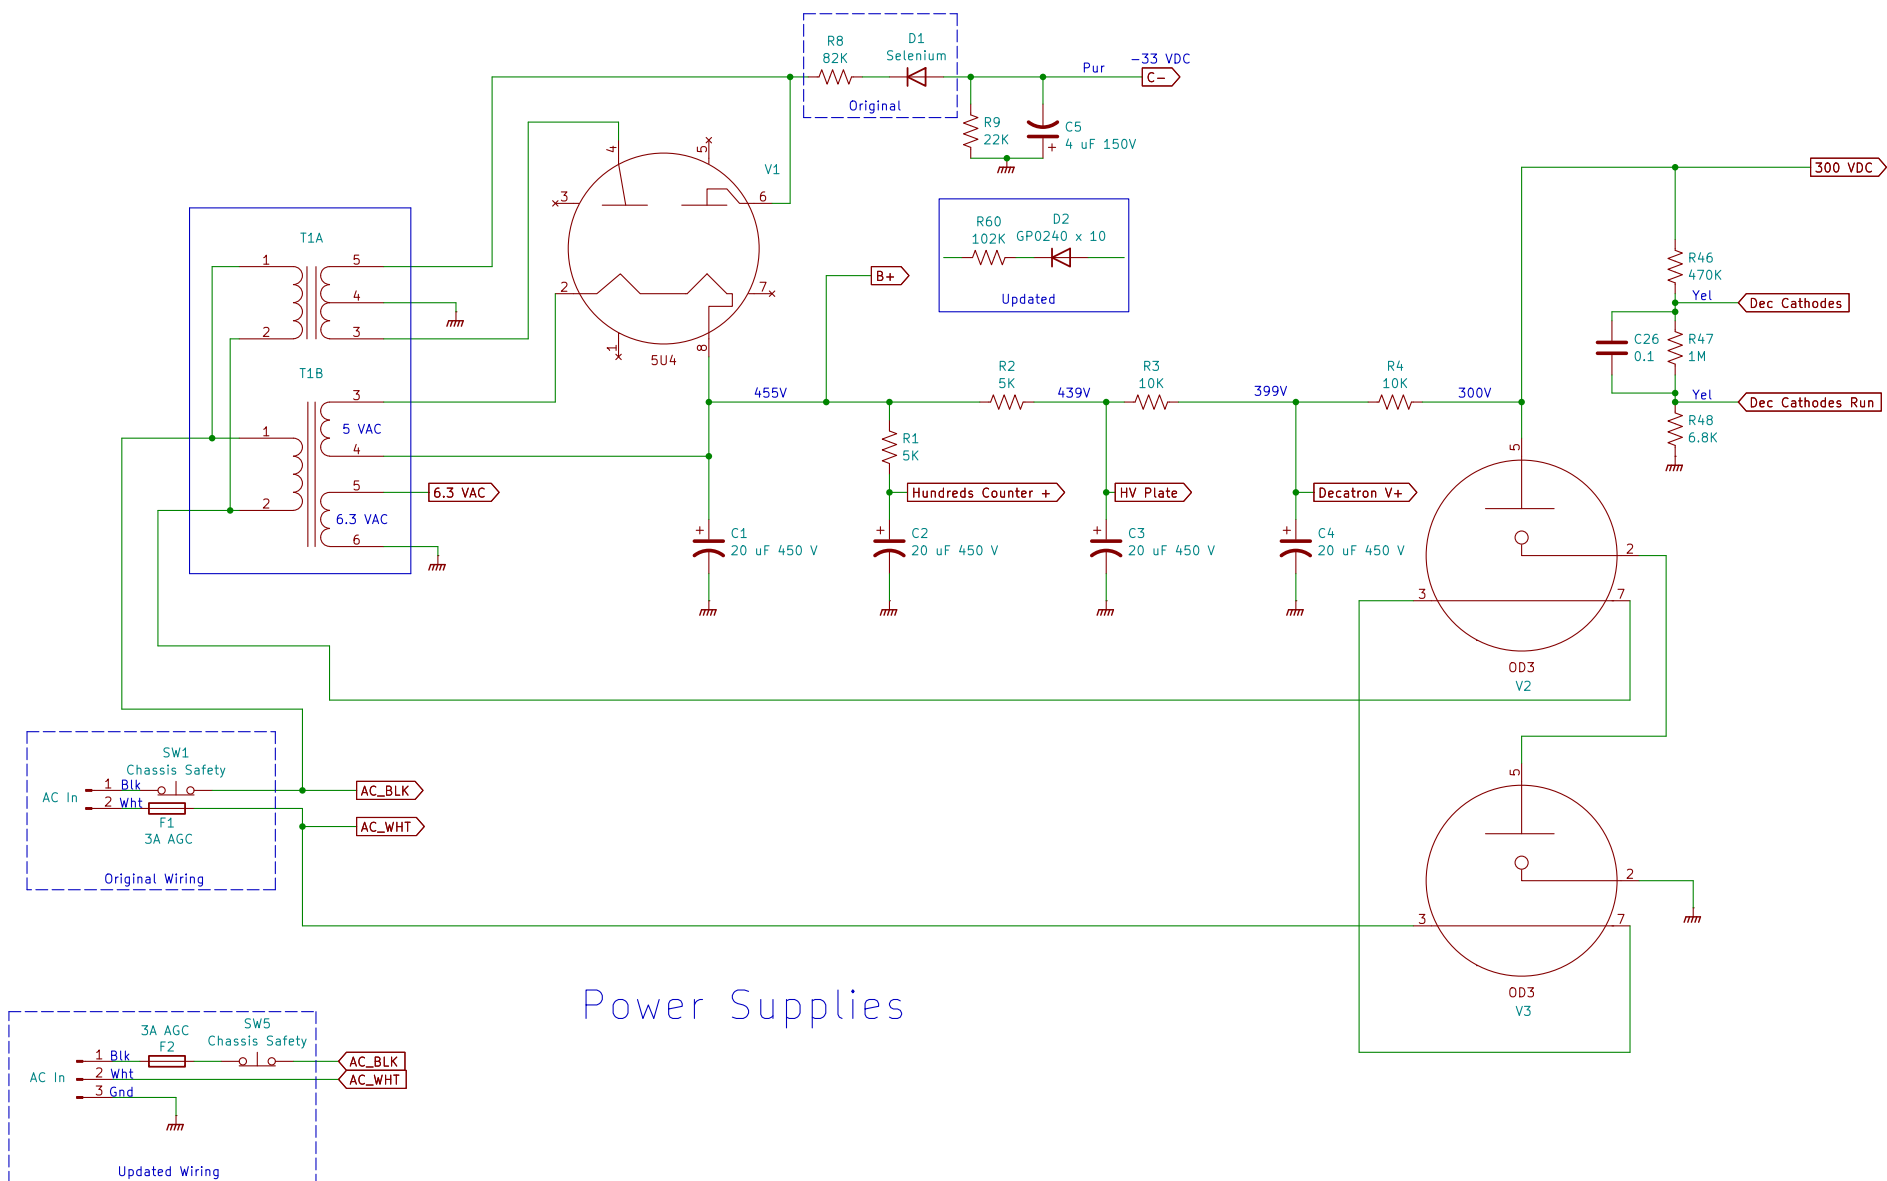 R8
82K
D1
Selenium
Original
Pur
-33 VDC
C-
R9
22K
C5
+
4 uF 150V
4
5
V1
3
6
2
7
1
8
5U4
300 VDC
R60
102K
D2
GP0240 x 10
Updated
B+
T1A
1
5
4
2
3
T1B
3
1
5 VAC
4
5
2
6.3 VAC
6
6.3 VAC
R46
470K
Yel
Dec Cathodes
C26
0.1
R47
1M
Yel
Dec Cathodes Run
R48
6.8K
455V
R2
5K
439V
R3
10K
399V
R4
10K
300V
R1
5K
Hundreds Counter +
HV Plate
Decatron V+
+
C1
20 uF 450 V
+
C2
20 uF 450 V
+
C3
20 uF 450 V
+
C4
20 uF 450 V
5
2
3
7
OD3
V2
SW1
Chassis Safety
AC In
1
Blk
2
Wht
F1
3A AGC
Original Wiring
AC_BLK
AC_WHT
5
2
3
7
OD3
V3
Power Supplies
3A AGC
F2
SW5
Chassis Safety
AC In
1
Blk
2
Wht
3
Gnd
AC_BLK
AC_WHT
Updated Wiring